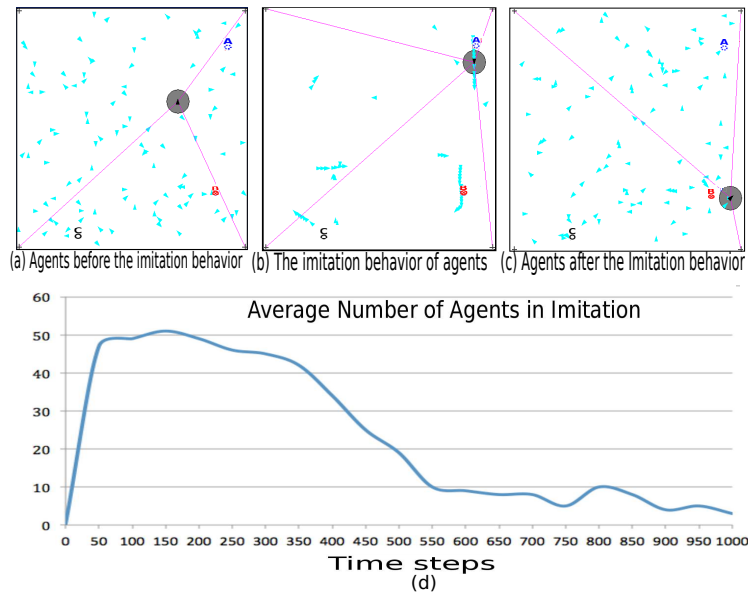 A
B
C
(a) Agents before the imitation behavior
A
B
C
(b) The imitation behavior of agents
A
B
C
(c) Agents after the Imitation behavior
Average Number of Agents in Imitation
60
50
40
30
20
10
0
0 50 100 150 200 250 300 350 400 450 500 550 600 650 700 750 800 850 900 950 1000
Time steps
(d)